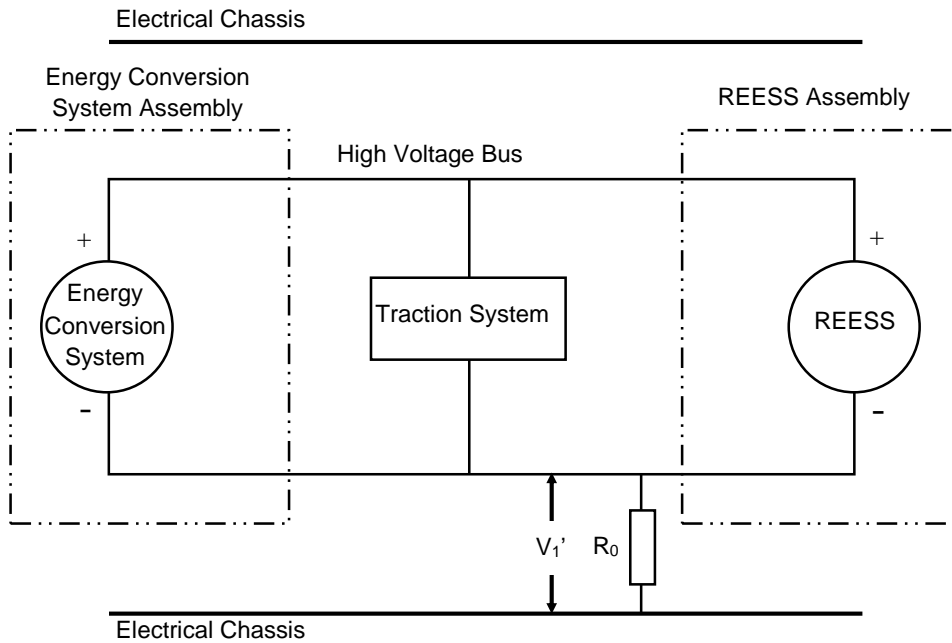 Electrical Chassis
Energy Conversion
System Assembly
REESS Assembly
High Voltage Bus
+
+
Energy
Conversion
System
Traction System
REESS
-
-
V₁’
R₀
Electrical Chassis